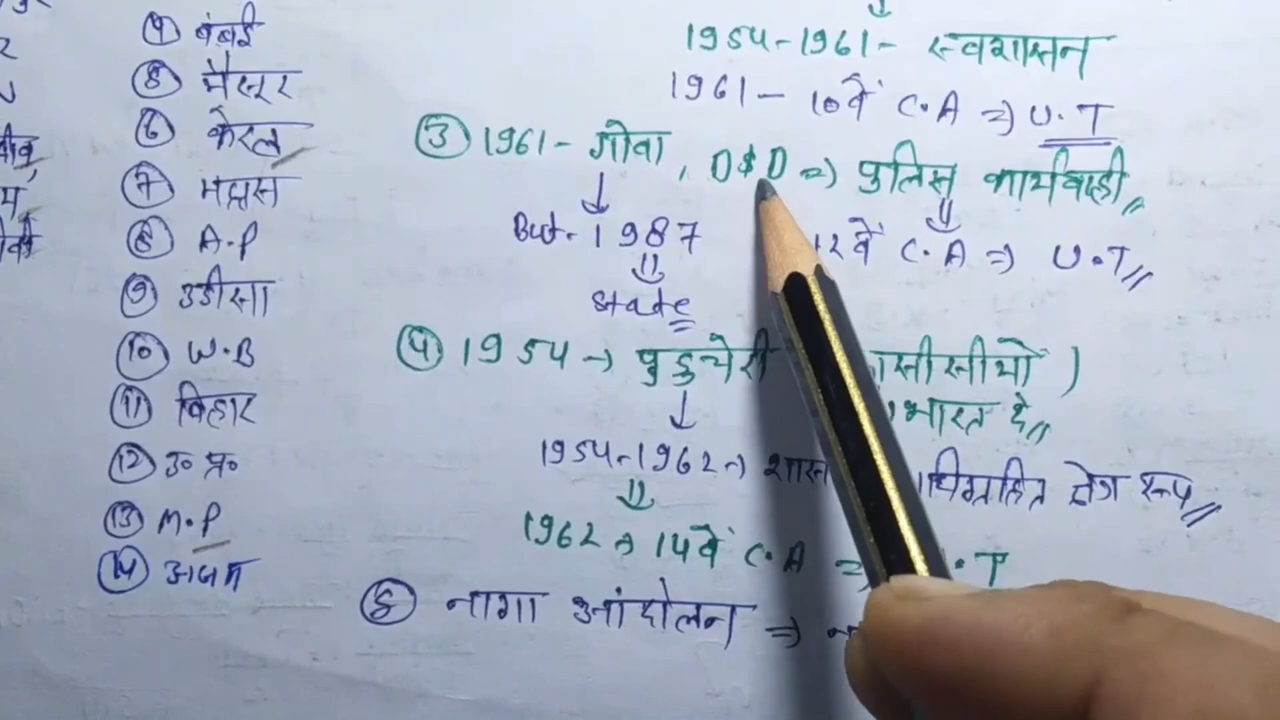 ④ बंबई
⑤ मैसूर
⑥ केरल
⑦ मद्रास
⑧ A.P
⑨ उडीसा
⑩ W.B
⑪ बिहार
⑫ उ० प्र०
⑬ M.P
⑭ असम
1954-1961- स्वशासन
1961- 10वें C.A ⇒ U.T
③ 1961- गोवा, D&D ⇒ पुलिस कार्यवाही
But. 1987
12वें C.A ⇒ U.T
State
④ 1954 → पुडुचेरी
भारत दे
1954-1962 → रूप
1962 → 14वें C.A ⇒ .T
⑤ नागा आंदोलन ⇒